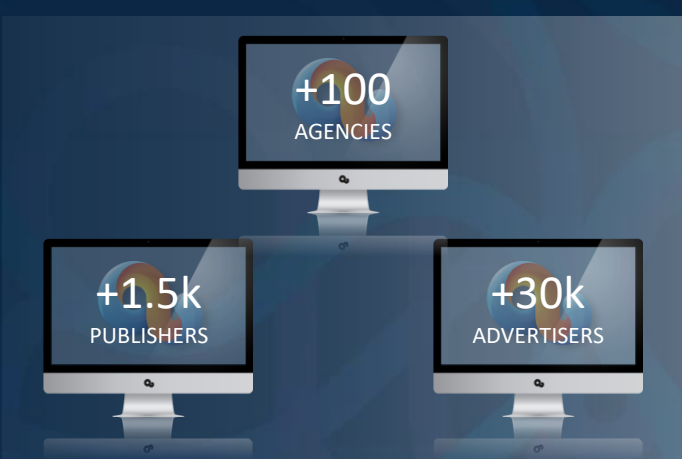 +100
AGENCIES
+1.5k
PUBLISHERS
+30k
ADVERTISERS